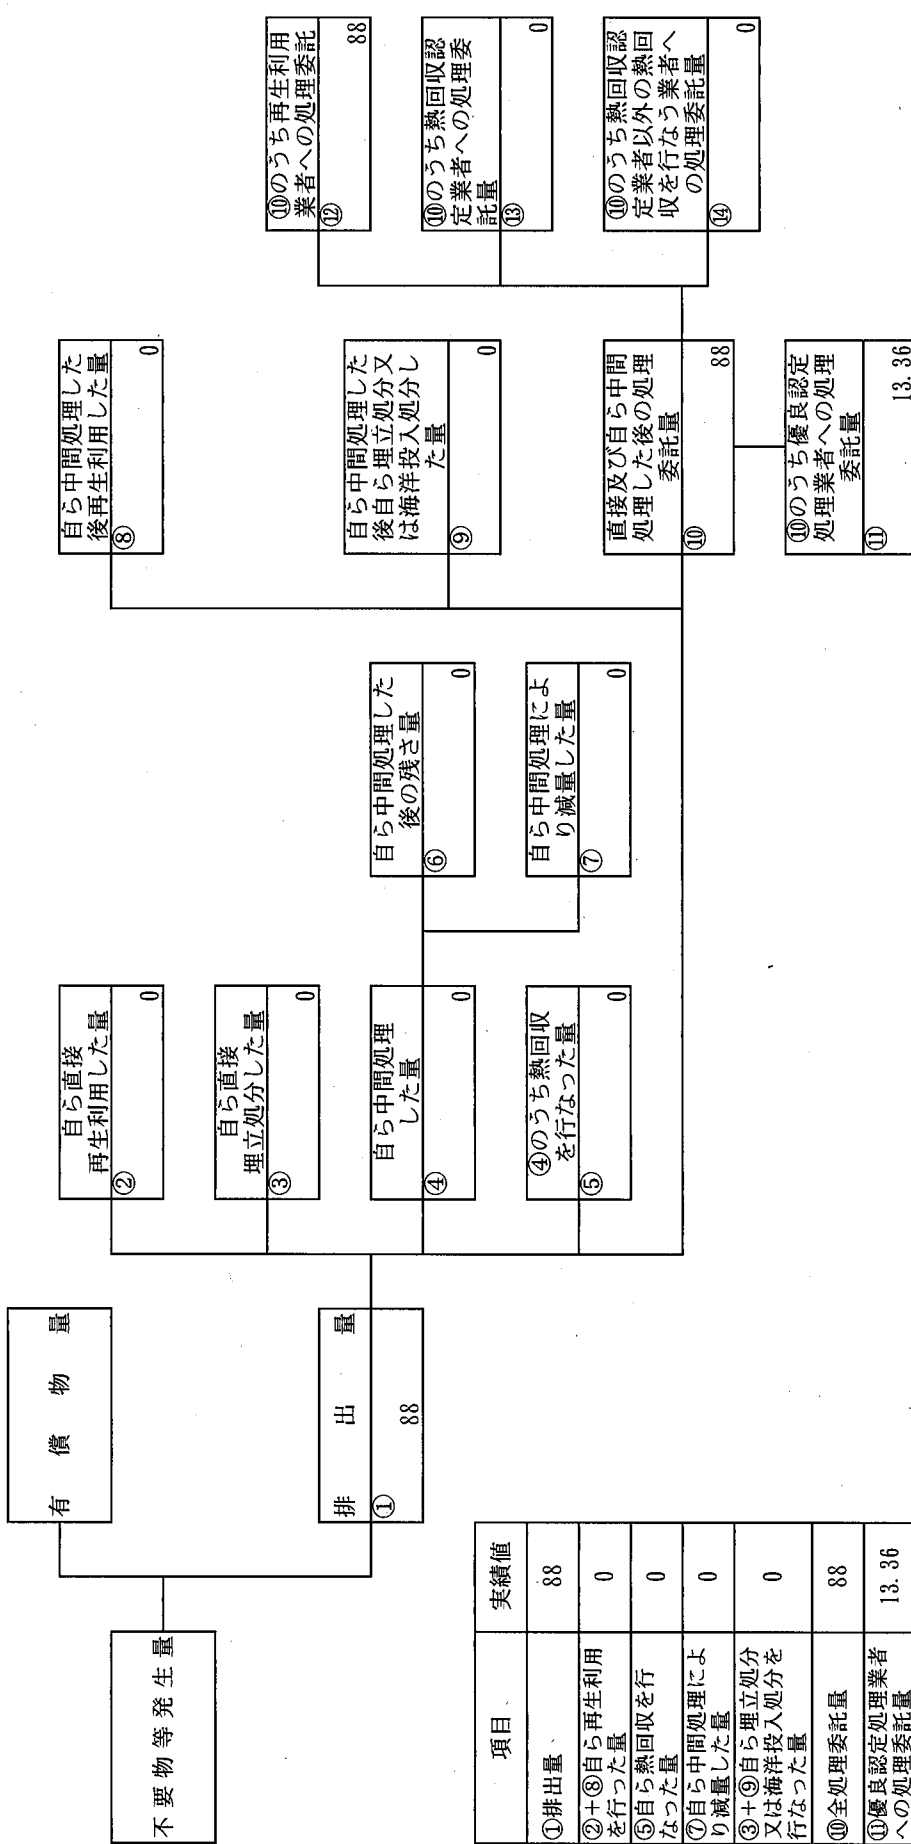 不要物等発生量
有償物量
排出量
①
88
自ら直接
再生利用した量
②
0
自ら直接
埋立処分した量
③
0
自ら中間処理
した量
④
0
④のうち熱回収
を行なった量
⑤
0
自ら中間処理した
後の残さ量
⑥
0
自ら中間処理によ
り減量した量
⑦
0
自ら中間処理した
後再生利用した量
⑧
0
自ら中間処理した
後自ら埋立処分又
は海洋投入処分し
た量
⑨
0
直接及び自ら中間
処理した後の処理
委託量
⑩
88
⑩のうち優良認定
処理業者への処理
委託量
⑪
13.36
⑩のうち再生利用
業者への処理委託
⑫
88
⑩のうち熱回収認
定業者への処理委
託量
⑬
0
⑩のうち熱回収認
定業者以外の熱回
収を行なう業者へ
の処理委託量
⑭
0
項目 実績値
①排出量 88
②+⑧自ら再生利用
を行った量
0
⑤自ら熱回収を行
なった量
0
⑦自ら中間処理によ
り減量した量
0
③+⑨自ら埋立処分
又は海洋投入処分を
行なった量
0
⑩全処理委託量 88
⑪優良認定処理業者
への処理委託量
13.36